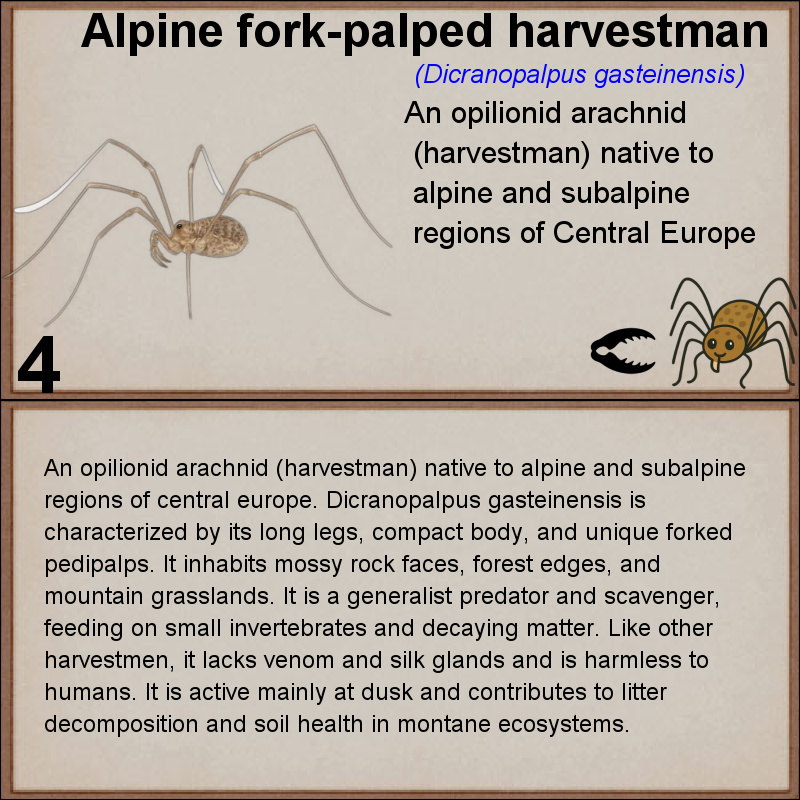 Alpine fork-palped harvestman
(Dicranopalpus gasteinensis)
An opilionid arachnid
(harvestman) native to
alpine and subalpine
regions of Central Europe
4
An opilionid arachnid (harvestman) native to alpine and subalpine
regions of central europe. Dicranopalpus gasteinensis is
characterized by its long legs, compact body, and unique forked
pedipalps. It inhabits mossy rock faces, forest edges, and
mountain grasslands. It is a generalist predator and scavenger,
feeding on small invertebrates and decaying matter. Like other
harvestmen, it lacks venom and silk glands and is harmless to
humans. It is active mainly at dusk and contributes to litter
decomposition and soil health in montane ecosystems.